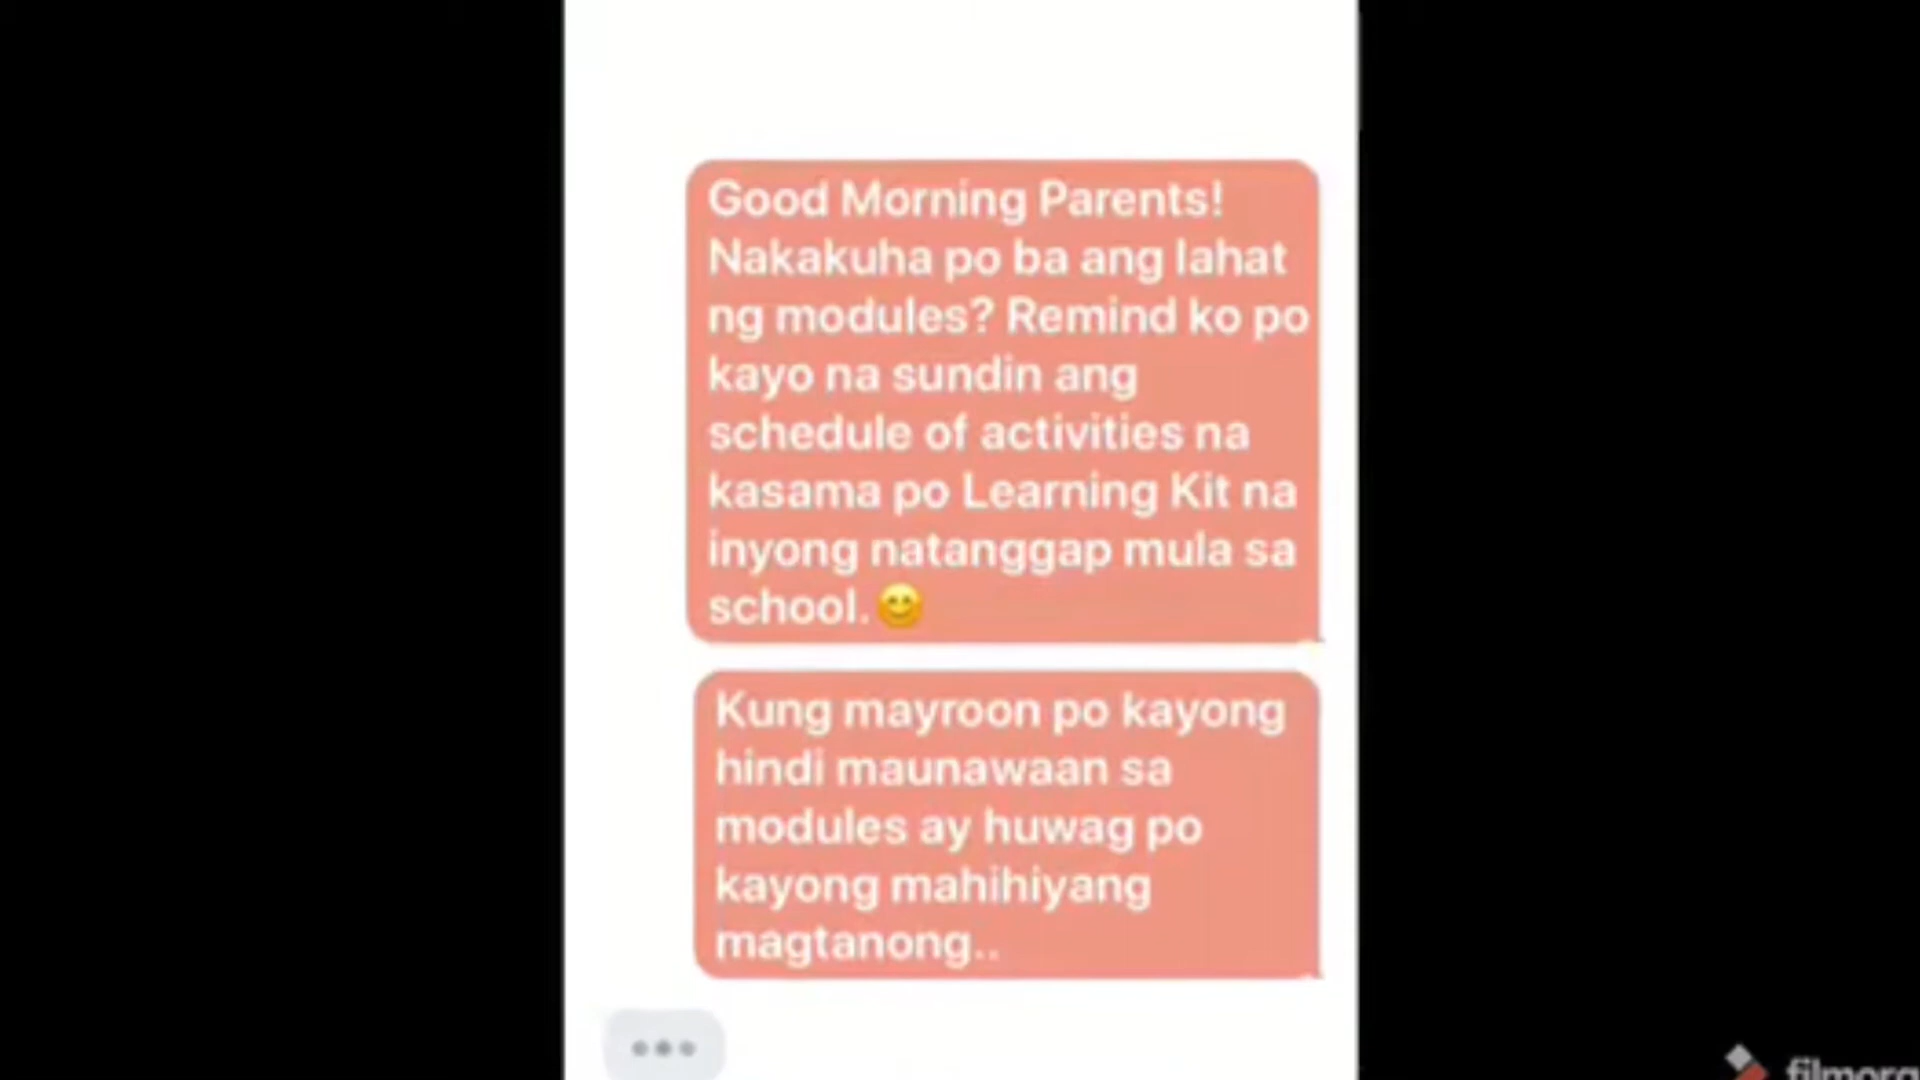 Good Morning Parents!
Nakakuha po ba ang lahat
ng modules? Remind ko po
kayo na sundin ang
schedule of activities na
kasama po Learning Kit na
inyong natanggap mula sa
school.😊
Kung mayroon po kayong
hindi maunawaan sa
modules ay huwag po
kayong mahihiyang
magtanong..